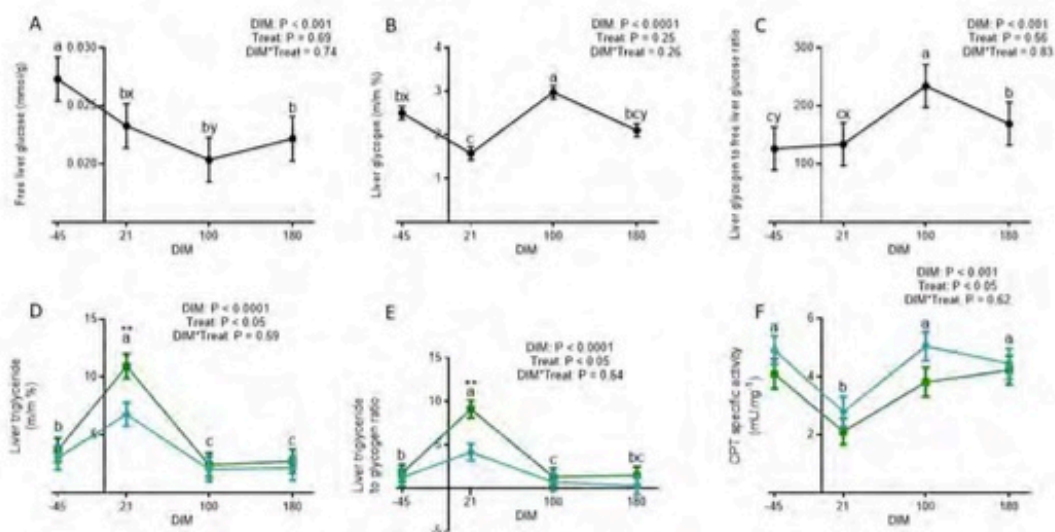 A
DIM: P < 0.001
Treat: P = 0.69
DIM*Treat = 0.74
Free liver glucose (nmol/g)
0.030
0.025
0.020
a
bx
by
b
-45
21
100
180
DIM
B
DIM: P < 0.0001
Treat: P = 0.25
DIM*Treat = 0.26
Liver glycogen (m/m %)
4
3
2
1
bx
c
a
bcy
-45
21
100
180
DIM
C
DIM: P < 0.001
Treat: P = 0.56
DIM*Treat = 0.83
Liver glycogen to free liver glucose ratio
300
200
100
cy
cx
a
b
-45
21
100
180
DIM
D
DIM: P < 0.0001
Treat: P < 0.05
DIM*Treat: P = 0.59
Liver triglyceride
(m/m %)
15
10
5
b
**
a
c
c
-45
21
100
180
DIM
E
DIM: P < 0.0001
Treat: P < 0.05
DIM*Treat: P = 0.64
Liver triglyceride
to glycogen ratio
15
10
5
-5
b
**
a
c
bc
-45
21
100
180
DIM
F
DIM: P < 0.001
Treat: P < 0.05
DIM*Treat: P = 0.62
CPT specific activity
6
4
2
a
b
a
a
-45
21
100
180
DIM